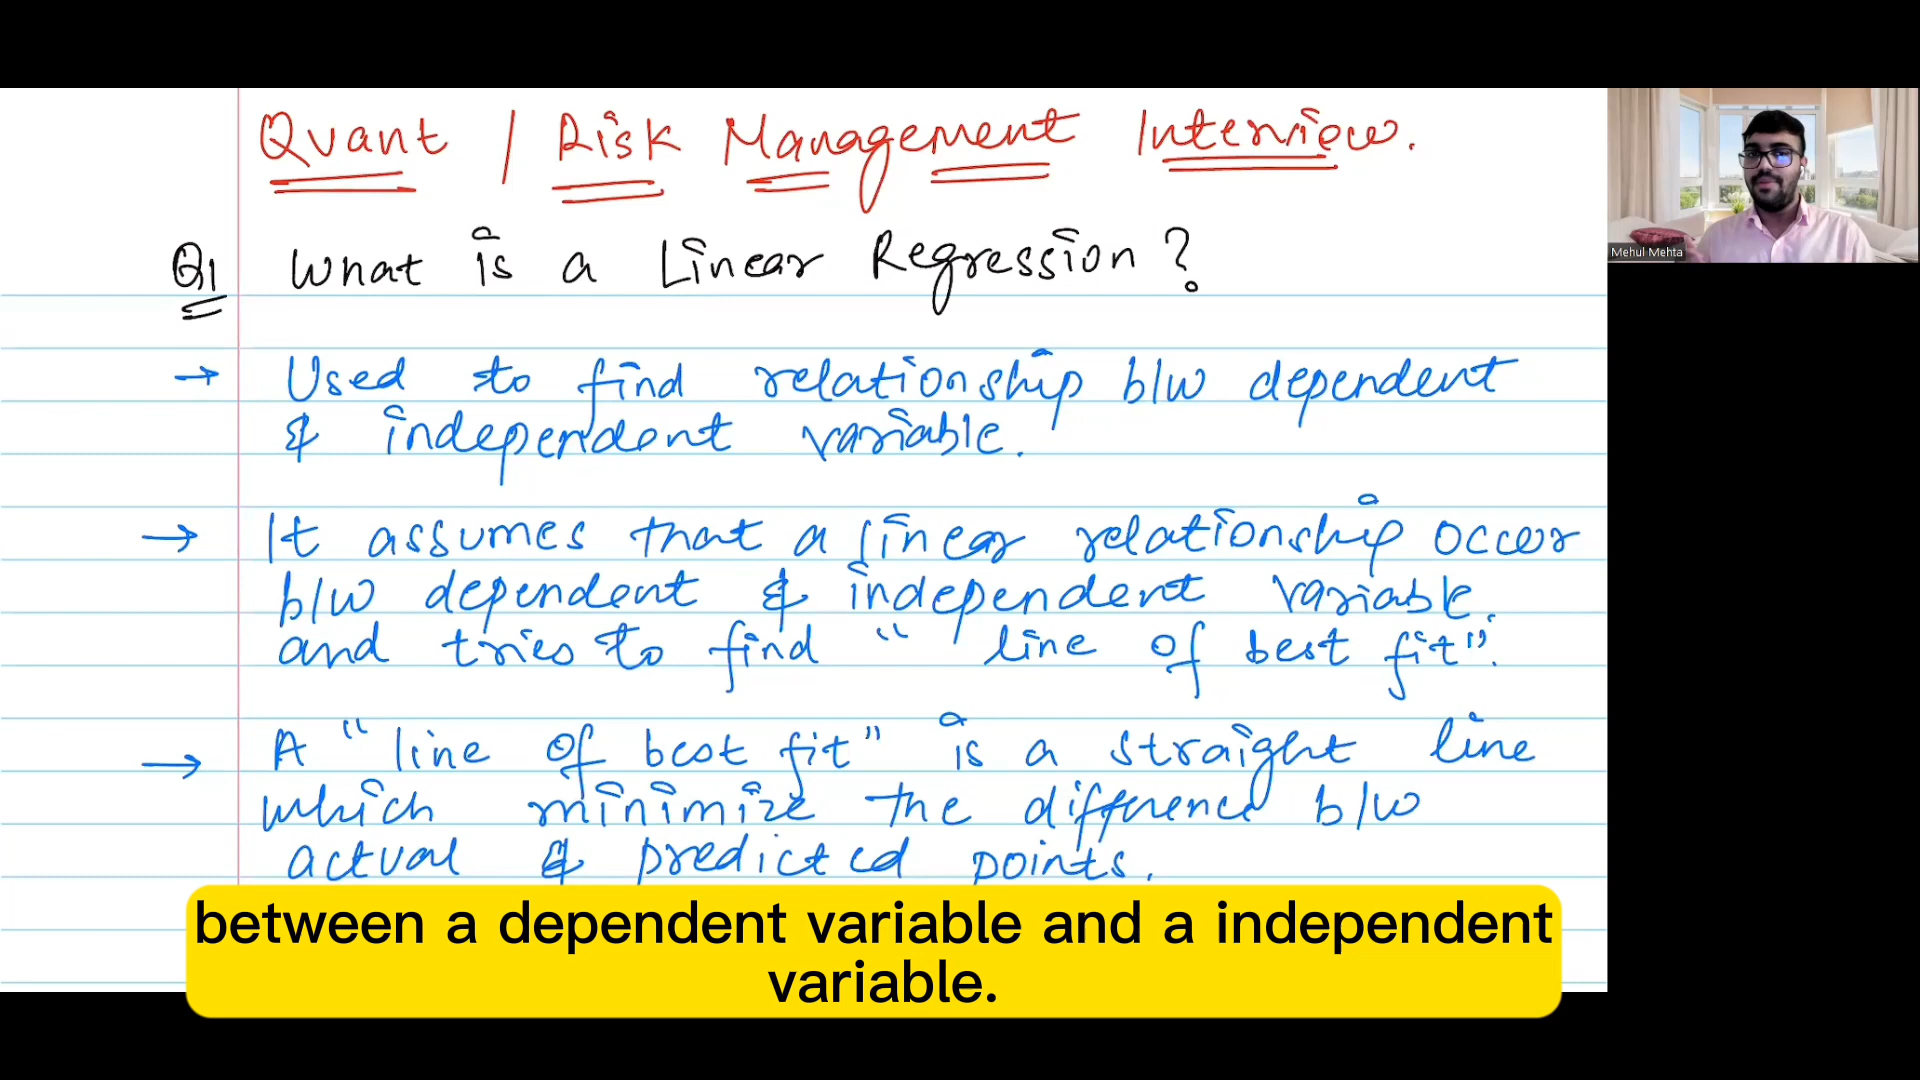 Quant / Risk Management Interview.
Q1 What is a Linear Regression?
→ Used to find relationship b/w dependent
& independent variable.
→ It assumes that a linear relationship occur
b/w dependent & independent variable.
and tries to find "line of best fit".
→ A "line of best fit" is a straight line
which minimize the difference b/w
actual & predicted points.
between a dependent variable and a independent
variable.
Mehul Mehta